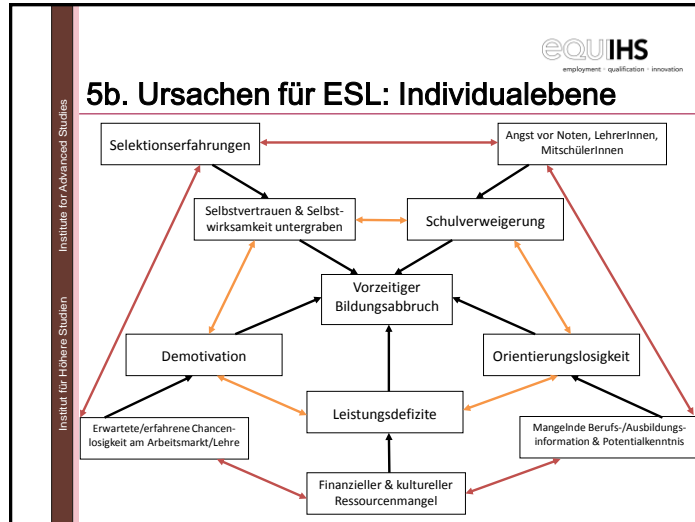 equIHS
employment · qualification · innovation
5b. Ursachen für ESL: Individualebene
Institute for Advanced Studies
Institut für Höhere Studien
Selektionserfahrungen
Angst vor Noten, LehrerInnen,
MitschülerInnen
Selbstvertrauen & Selbst-
wirksamkeit untergraben
Schulverweigerung
Vorzeitiger
Bildungsabbruch
Demotivation
Orientierungslosigkeit
Leistungsdefizite
Erwartete/erfahrene Chancen-
losigkeit am Arbeitsmarkt/Lehre
Mangelnde Berufs-/Ausbildungs-
information & Potentialkenntnis
Finanzieller & kultureller
Ressourcenmangel